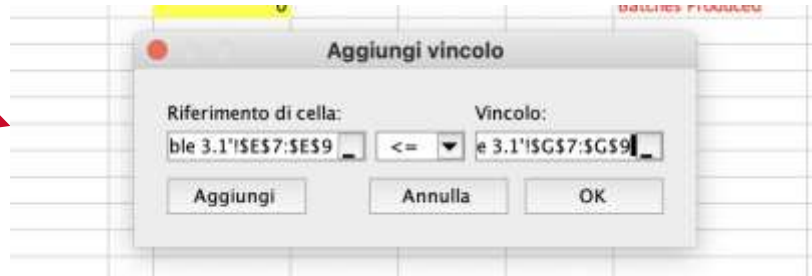 0 Batches Produced
Aggiungi vincolo
Riferimento di cella: Vincolo:
ble 3.1'!$E$7:$E$9 _ <= e 3.1'!$G$7:$G$9 _
Aggiungi Annulla OK